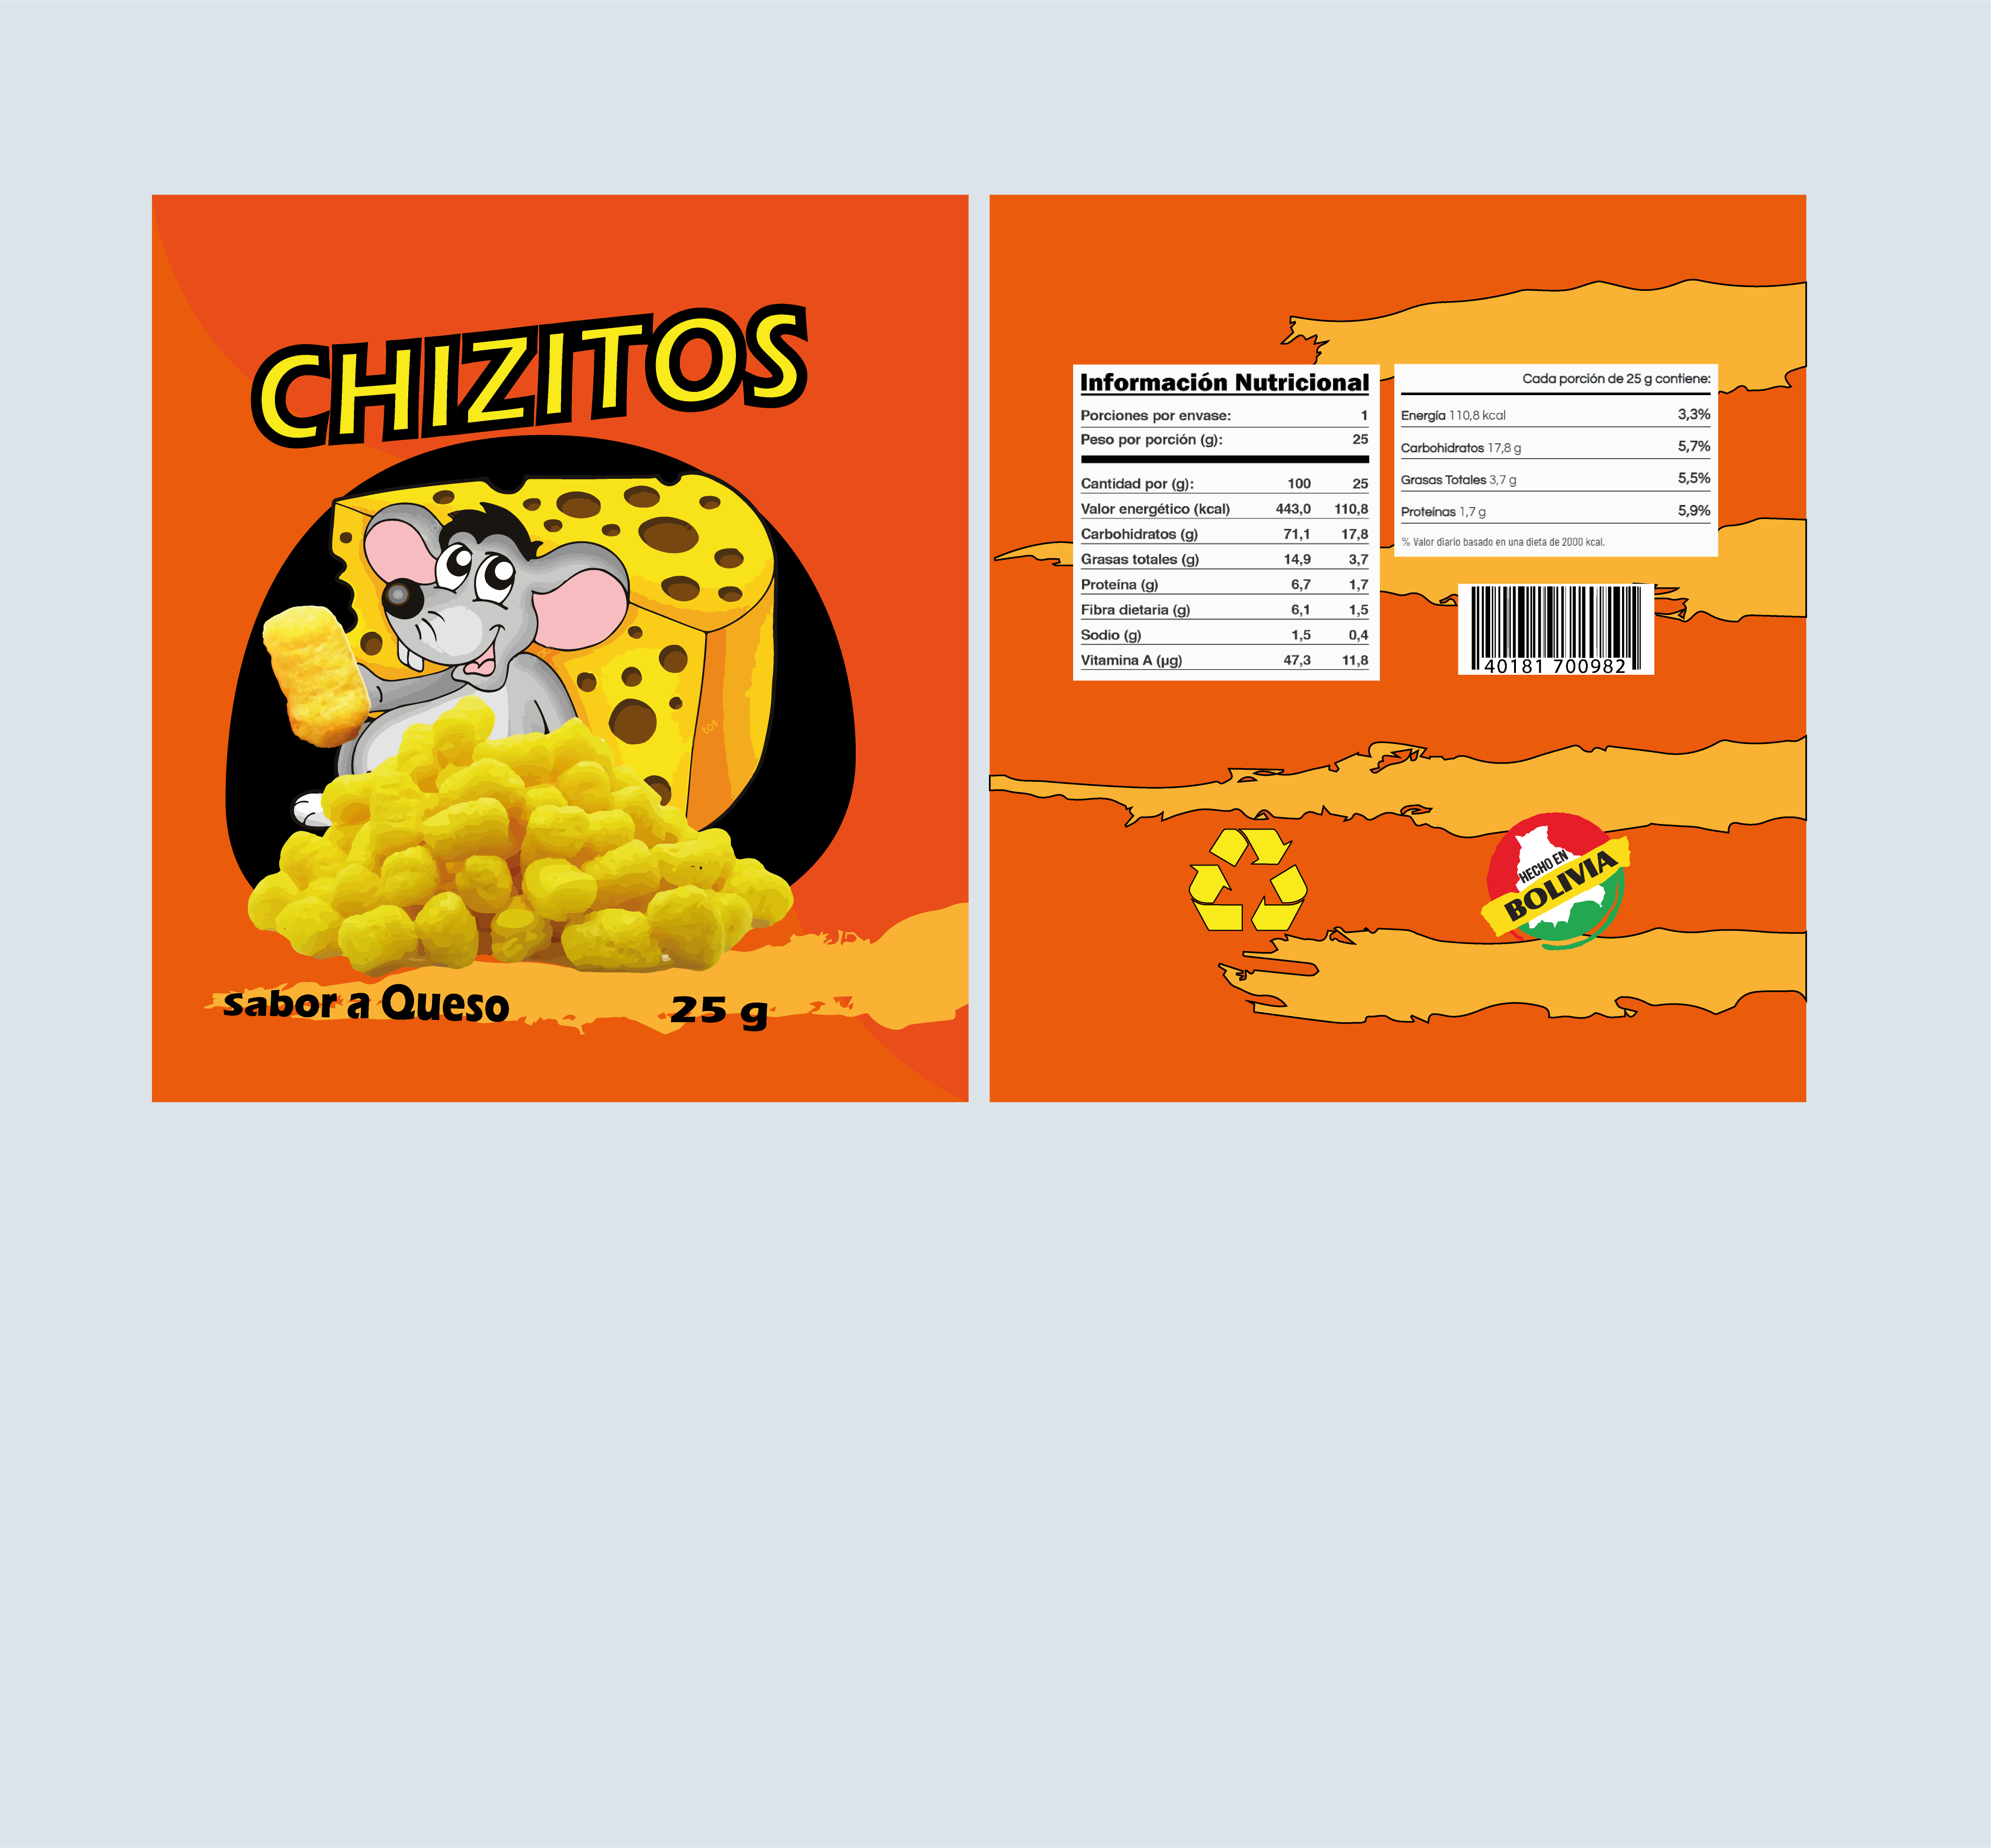 CHIZITOS
tos
sabor a Queso
25 g
Información Nutricional
Porciones por envase: 1
Peso por porción (g): 25
Cantidad por (g): 100 25
Valor energético (kcal) 443,0 110,8
Carbohidratos (g) 71,1 17,8
Grasas totales (g) 14,9 3,7
Proteína (g) 6,7 1,7
Fibra dietaria (g) 6,1 1,5
Sodio (g) 1,5 0,4
Vitamina A (µg) 47,3 11,8
Cada porción de 25 g contiene:
Energía 110,8 kcal 3,3%
Carbohidratos 17,8 g 5,7%
Grasas Totales 3,7 g 5,5%
Proteínas 1,7 g 5,9%
% Valor diario basado en una dieta de 2000 kcal.
40181 700982
HECHO EN
BOLIVIA